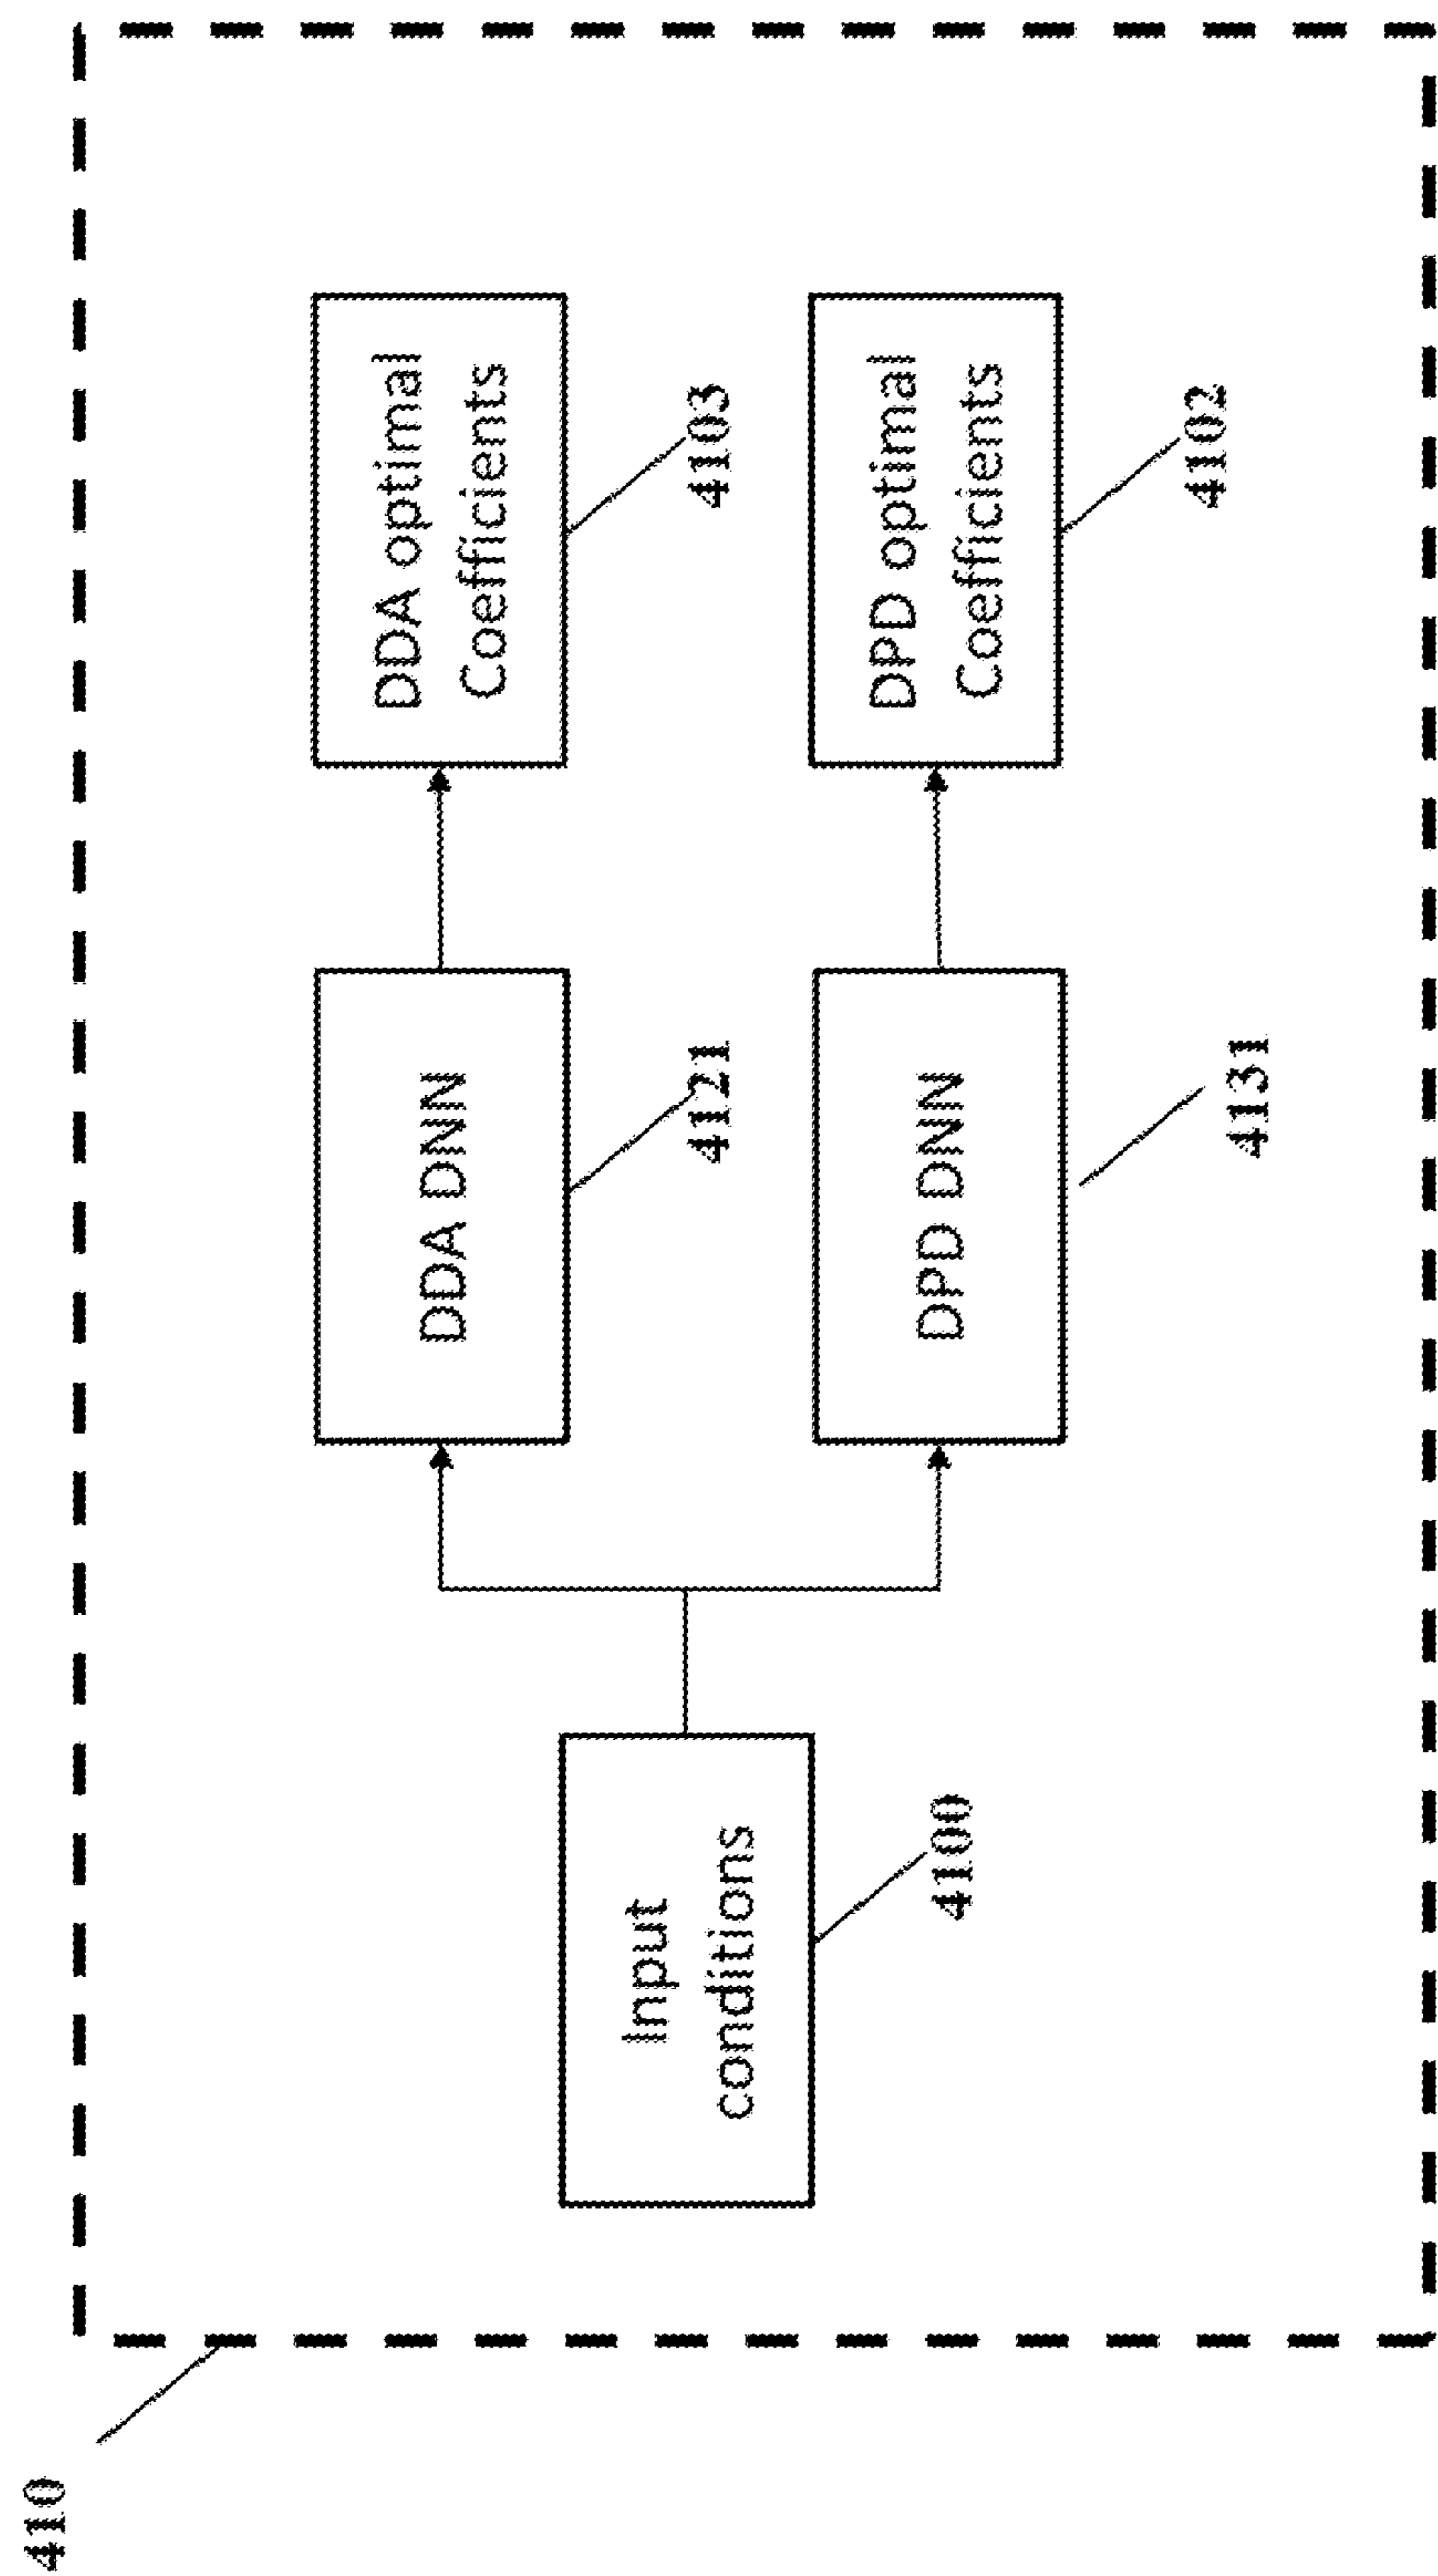 410
Input
conditions
4100
DDA DNN
4121
DPD DNN
4131
DDA optimal
Coefficients
4103
DPD optimal
Coefficients
4102